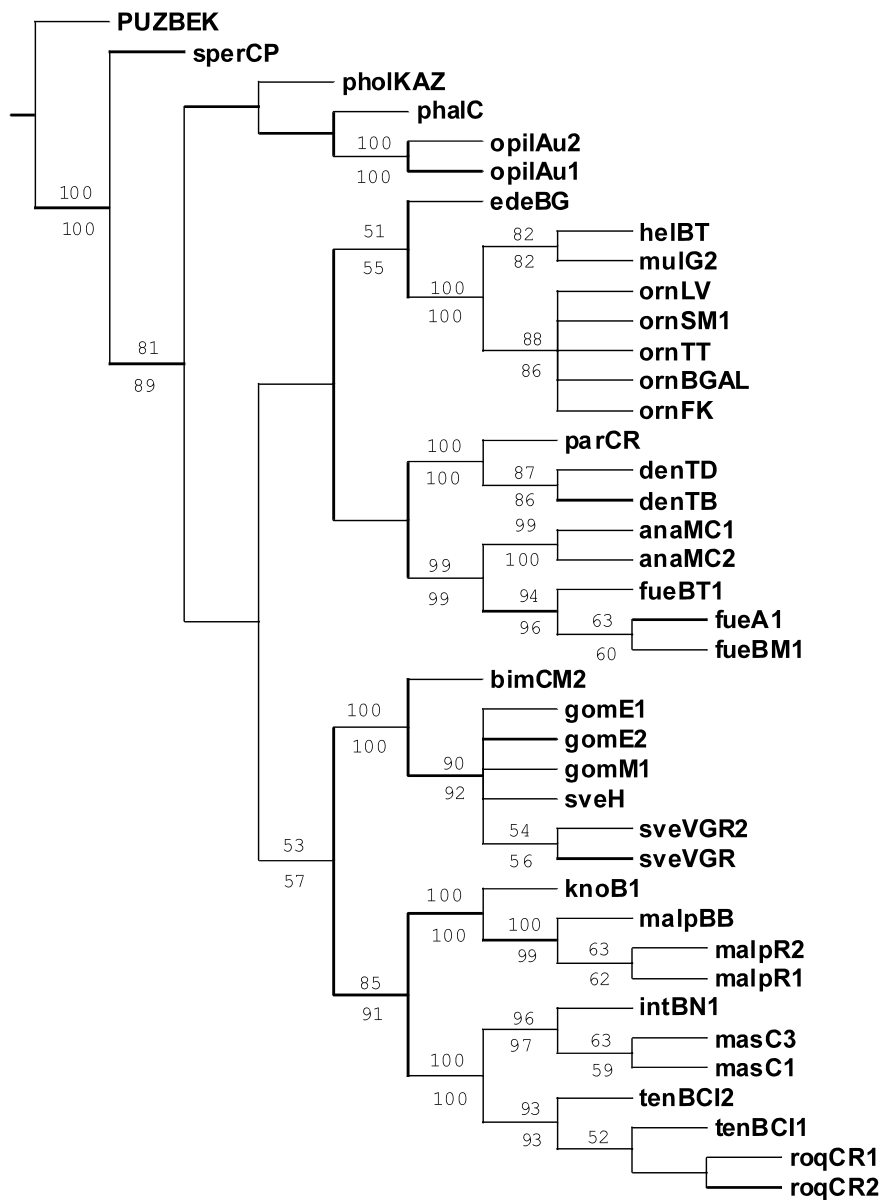 PUZBEK
sperCP
pholKAZ
phalC
100
opilAu2
100
opilAu1
100
100
edeBG
51
55
82
helBT
82
mulG2
100
100
ornLV
ornSM1
88
ornTT
86
ornBGAL
ornFK
81
89
100
parCR
100
87
denTD
86
denTB
99
anaMC1
100
anaMC2
99
99
94
fueBT1
96
63
fueA1
60
fueBM1
bimCM2
100
100
gomE1
gomE2
90
gomM1
92
sveH
54
sveVGR2
56
sveVGR
53
57
100
knoB1
100
100
malpBB
99
63
malpR2
62
malpR1
85
91
96
intBN1
97
63
masC3
59
masC1
100
100
93
tenBCI2
93
52
tenBCI1
roqCR1
roqCR2